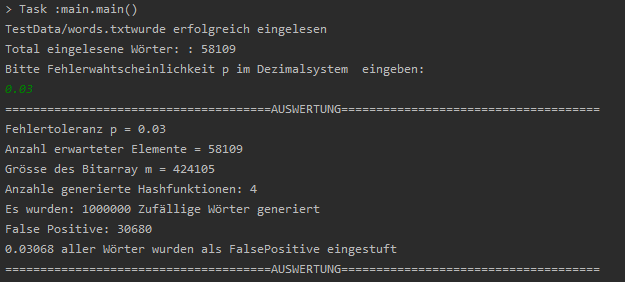 > Task :main.main()
TestData/words.txtwurde erfolgreich eingelesen
Total eingelesene Wörter: : 58109
Bitte Fehlerwahtscheinlichkeit p im Dezimalsystem  eingeben:
0.03
======================================AUSWERTUNG=====================================
Fehlertoleranz p = 0.03
Anzahl erwarteter Elemente = 58109
Grösse des Bitarray m = 424105
Anzahle generierte Hashfunktionen: 4
Es wurden: 1000000 Zufällige Wörter generiert
False Positive: 30680
0.03068 aller Wörter wurden als FalsePositive eingestuft
======================================AUSWERTUNG=====================================